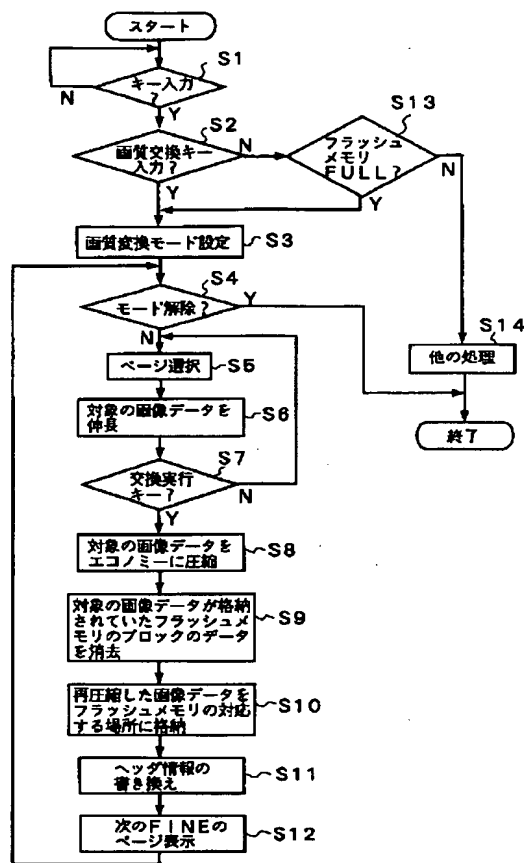 スタート
S1
キー入力
?
N
Y
S2
画質交換キー
入力?
N
Y
S13
フラッシュ
メモリ
FULL?
N
Y
画質変換モード設定
S3
S4
モード解除?
Y
N
S14
他の処理
終了
ページ選択
S5
対象の画像データを
伸長
S6
S7
交換実行
キー?
N
Y
対象の画像データを
エコノミーに圧縮
S8
対象の画像データが格納
されていたフラッシュメ
モリのブロックのデータ
を消去
S9
再圧縮した画像データを
フラッシュメモリの対応
する場所に格納
S10
ヘッダ情報の
書き換え
S11
次のFINEの
ページ表示
S12